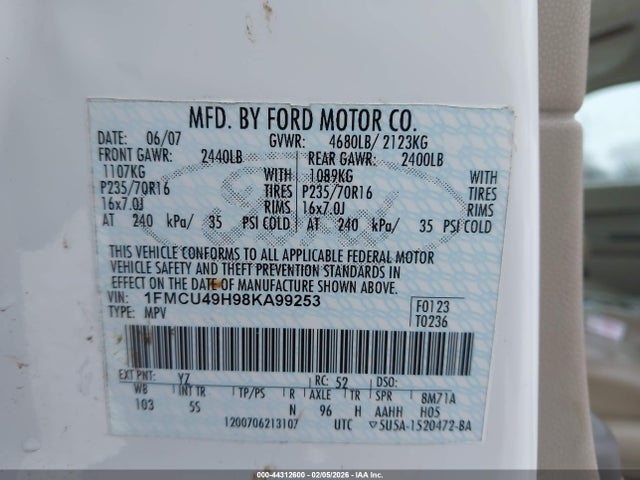 MFD. BY FORD MOTOR CO.
DATE: 06/07 GVWR: 4680LB/ 2123KG
FRONT GAWR: 2440LB REAR GAWR: 2400LB
1107KG WITH 1089KG WITH
P235/70R16 TIRES P235/70R16 TIRES
16x7.0J RIMS 16x7.0J RIMS
AT 240 kPa/ 35 PSI COLD AT 240 kPa/ 35 PSI COLD
THIS VEHICLE CONFORMS TO ALL APPLICABLE FEDERAL MOTOR
VEHICLE SAFETY AND THEFT PREVENTION STANDARDS IN
EFFECT ON THE DATE OF MANUFACTURE SHOWN ABOVE.
VIN: 1FMCU49H98KA99253 F0123
TYPE: MPV T0236
EXT PNT: YZ RC: 52 DSO:
WB INT TR TP/PS R AXLE TR SPR 8M71A
103 5S N 96 H AAHH H05
1200706213107 UTC 5U5A-1520472-BA
000-44312600 - 02/05/2026 - IAA Inc.